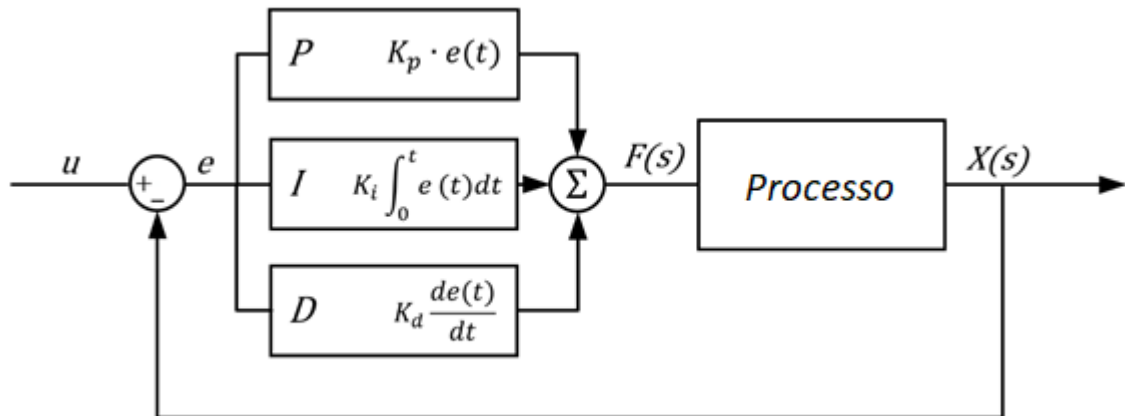 P K_p · e(t)
u
+
−
e
I K_i ∫_0^t e (t)dt
Σ
F(s)
Processo
X(s)
D K_d de(t)/dt